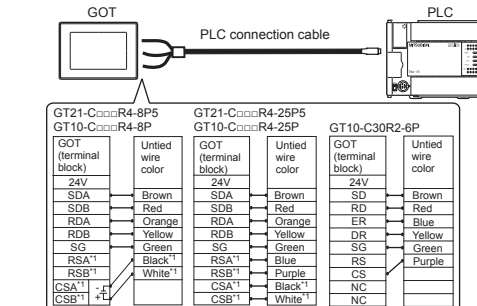 GOT
PLC
PLC connection cable
GT21-C□□□R4-8P5
GT10-C□□□R4-8P
GOT (terminal block)
Untied wire color
24V
SDA Brown
SDB Red
RDA Orange
RDB Yellow
SG Green
RSA*1 Black*1
RSB*1 White*1
CSA*1 -
CSB*1 +
GT21-C□□□R4-25P5
GT10-C□□□R4-25P
GOT (terminal block)
Untied wire color
24V
SDA Brown
SDB Red
RDA Orange
RDB Yellow
SG Green
RSA*1 Blue
RSB*1 Purple
CSA*1 Black*1
CSB*1 White*1
GT10-C30R2-6P
GOT (terminal block)
Untied wire color
24V
SD Brown
RD Red
ER Blue
DR Yellow
SG Green
RS Purple
CS
NC
NC